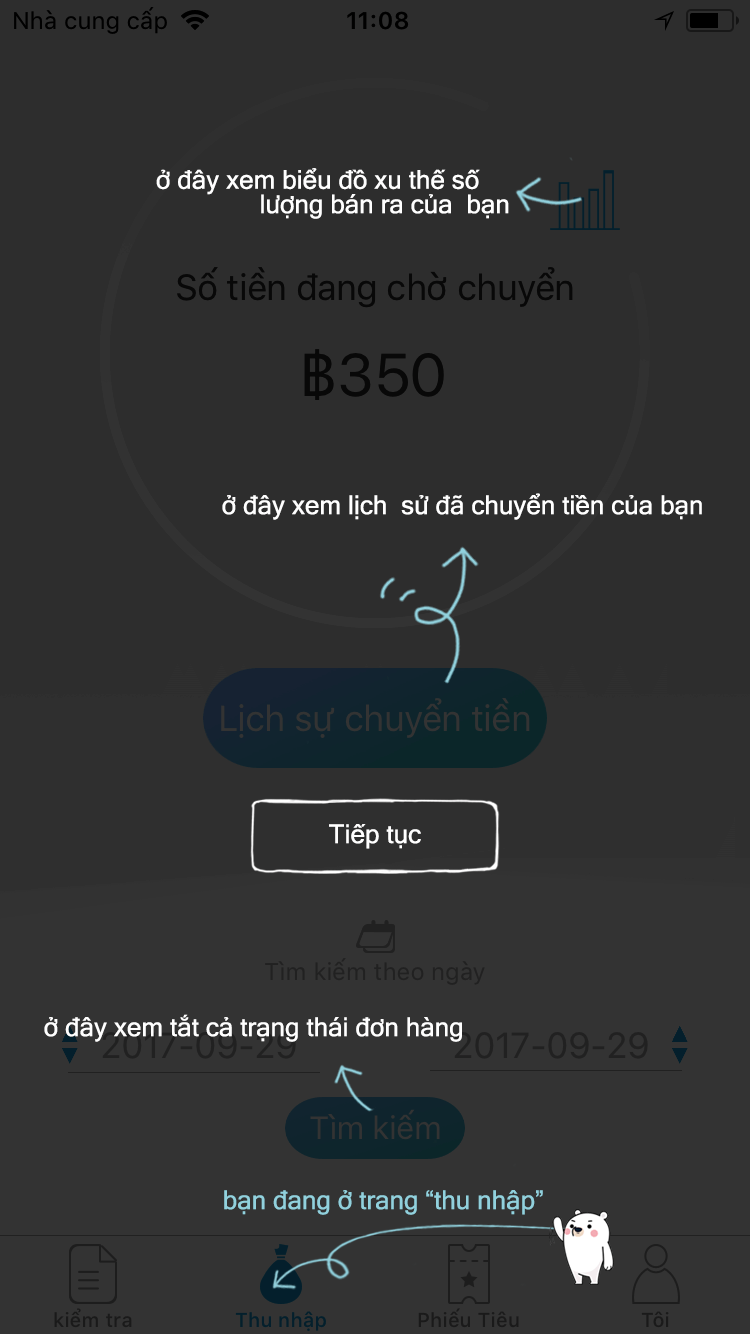 Nhà cung cấp 11:08
ở đây xem biểu đồ xu thế số
lượng bán ra của bạn
Số tiền đang chờ chuyển
฿350
ở đây xem lịch sử đã chuyển tiền của bạn
Lịch sự chuyển tiền
Tiếp tục
Tìm kiếm theo ngày
ở đây xem tắt cả trạng thái đơn hàng
2017-09-29 2017-09-29
Tìm kiếm
bạn đang ở trang “thu nhập”
kiểm tra Thu nhập Phiếu Tiêu Tôi